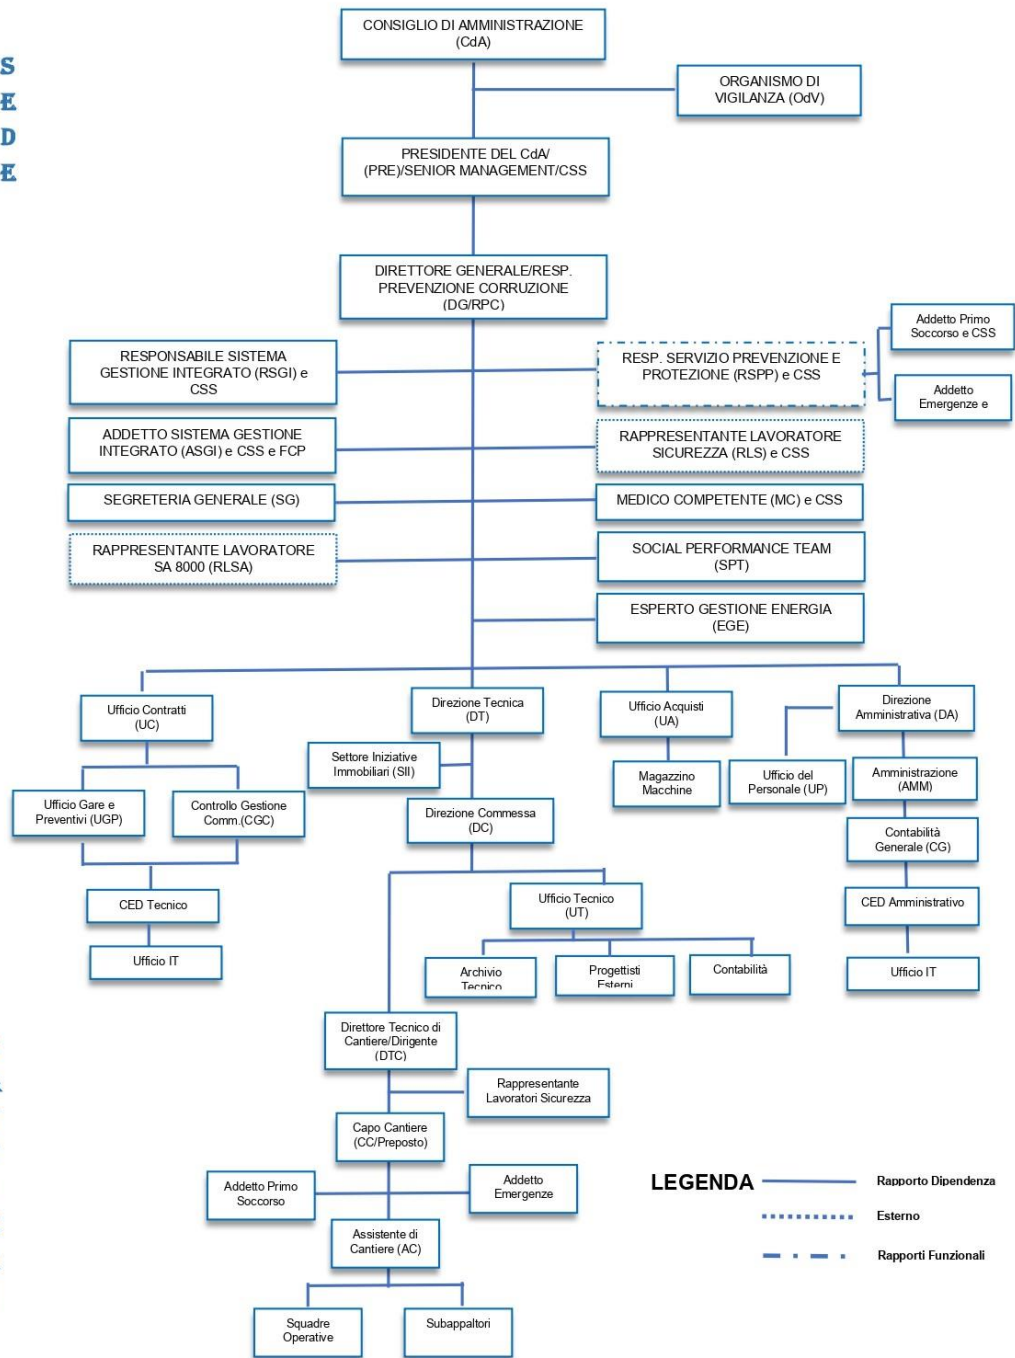 CONSIGLIO DI AMMINISTRAZIONE
(CdA)
S
E
D
E
ORGANISMO DI
VIGILANZA (OdV)
PRESIDENTE DEL CdA/
(PRE)/SENIOR MANAGEMENT/CSS
DIRETTORE GENERALE/RESP.
PREVENZIONE CORRUZIONE
(DG/RPC)
Addetto Primo
Soccorso e CSS
RESPONSABILE SISTEMA
GESTIONE INTEGRATO (RSGI) e
CSS
RESP. SERVIZIO PREVENZIONE E
PROTEZIONE (RSPP) e CSS
Addetto
Emergenze e
ADDETTO SISTEMA GESTIONE
INTEGRATO (ASGI) e CSS e FCP
RAPPRESENTANTE LAVORATORE
SICUREZZA (RLS) e CSS
SEGRETERIA GENERALE (SG)
MEDICO COMPETENTE (MC) e CSS
RAPPRESENTANTE LAVORATORE
SA 8000 (RLSA)
SOCIAL PERFORMANCE TEAM
(SPT)
ESPERTO GESTIONE ENERGIA
(EGE)
Ufficio Contratti
(UC)
Direzione Tecnica
(DT)
Ufficio Acquisti
(UA)
Direzione
Amministrativa (DA)
Settore Iniziative
Immobiliari (SII)
Magazzino
Macchine
Ufficio del
Personale (UP)
Amministrazione
(AMM)
Ufficio Gare e
Preventivi (UGP)
Controllo Gestione
Comm.(CGC)
Direzione Commessa
(DC)
Contabilità
Generale (CG)
CED Tecnico
Ufficio Tecnico
(UT)
CED Amministrativo
Ufficio IT
Archivio
Tecnico
Progettisti
Esterni
Contabilità
Ufficio IT
Direttore Tecnico di
Cantiere/Dirigente
(DTC)
Rappresentante
Lavoratori Sicurezza
Capo Cantiere
(CC/Preposto)
Addetto Primo
Soccorso
Addetto
Emergenze
Assistente di
Cantiere (AC)
Squadre
Operative
Subappaltori
LEGENDA
Rapporto Dipendenza
Esterno
Rapporti Funzionali